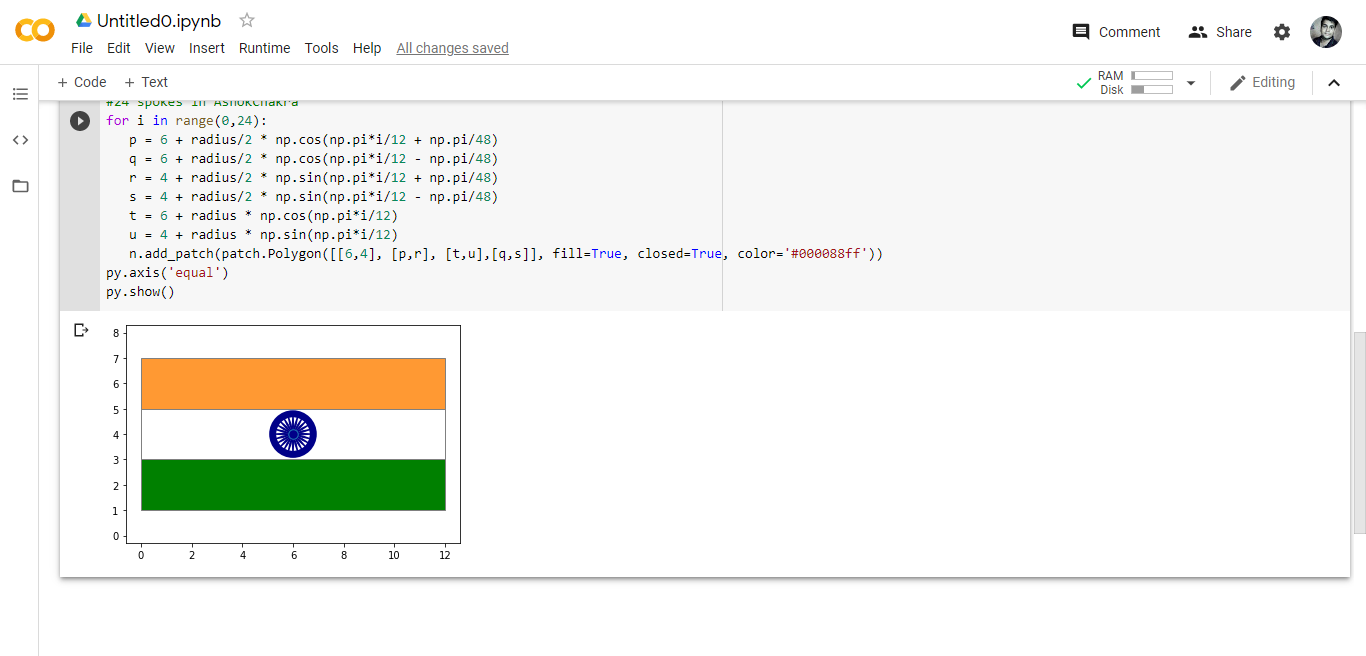 Untitled0.ipynb
File Edit View Insert Runtime Tools Help All changes saved
Comment
Share
+ Code + Text
RAM
Disk
Editing
#24 spokes in AshokChakra
for i in range(0,24):
   p = 6 + radius/2 * np.cos(np.pi*i/12 + np.pi/48)
   q = 6 + radius/2 * np.cos(np.pi*i/12 - np.pi/48)
   r = 4 + radius/2 * np.sin(np.pi*i/12 + np.pi/48)
   s = 4 + radius/2 * np.sin(np.pi*i/12 - np.pi/48)
   t = 6 + radius * np.cos(np.pi*i/12)
   u = 4 + radius * np.sin(np.pi*i/12)
   n.add_patch(patch.Polygon([[6,4], [p,r], [t,u],[q,s]], fill=True, closed=True, color='#000088ff'))
py.axis('equal')
py.show()
8
7
6
5
4
3
2
1
0
0 2 4 6 8 10 12